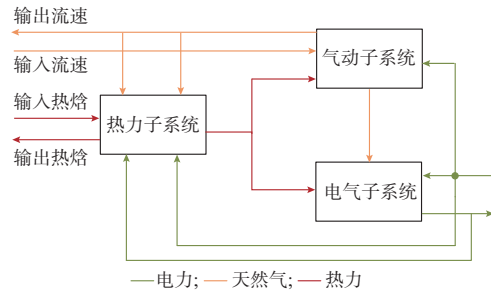 输出流速
输入流速
气动子系统
输入热焓
热力子系统
输出热焓
电气子系统
电力; 天然气; 热力